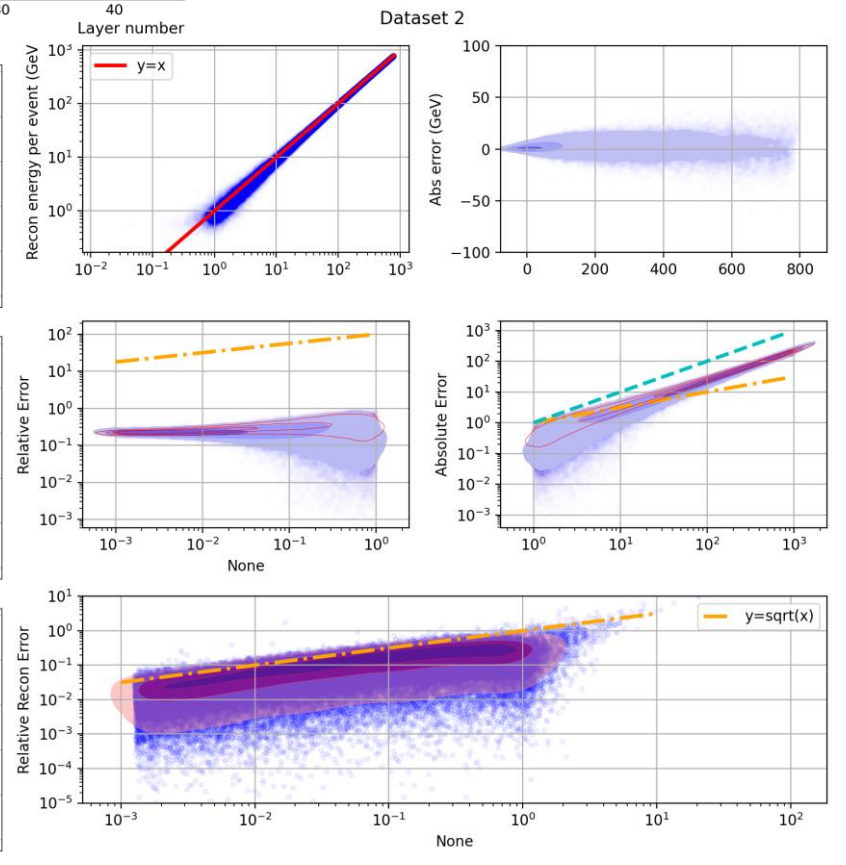 30
40
Layer number
Dataset 2
Recon energy per event (GeV
10³
10²
10¹
10⁰
y=x
10⁻² 10⁻¹ 10⁰ 10¹ 10² 10³
Abs error (GeV)
100
50
0
−50
−100
0 200 400 600 800
Relative Error
10²
10¹
10⁰
10⁻¹
10⁻²
10⁻³
10⁻³ 10⁻² 10⁻¹ 10⁰
None
Absolute Error
10³
10²
10¹
10⁰
10⁻¹
10⁻²
10⁻³
10⁰ 10¹ 10² 10³
Relative Recon Error
10¹
10⁰
10⁻¹
10⁻²
10⁻³
10⁻⁴
10⁻⁵
y=sqrt(x)
10⁻³ 10⁻² 10⁻¹ 10⁰ 10¹ 10²
None